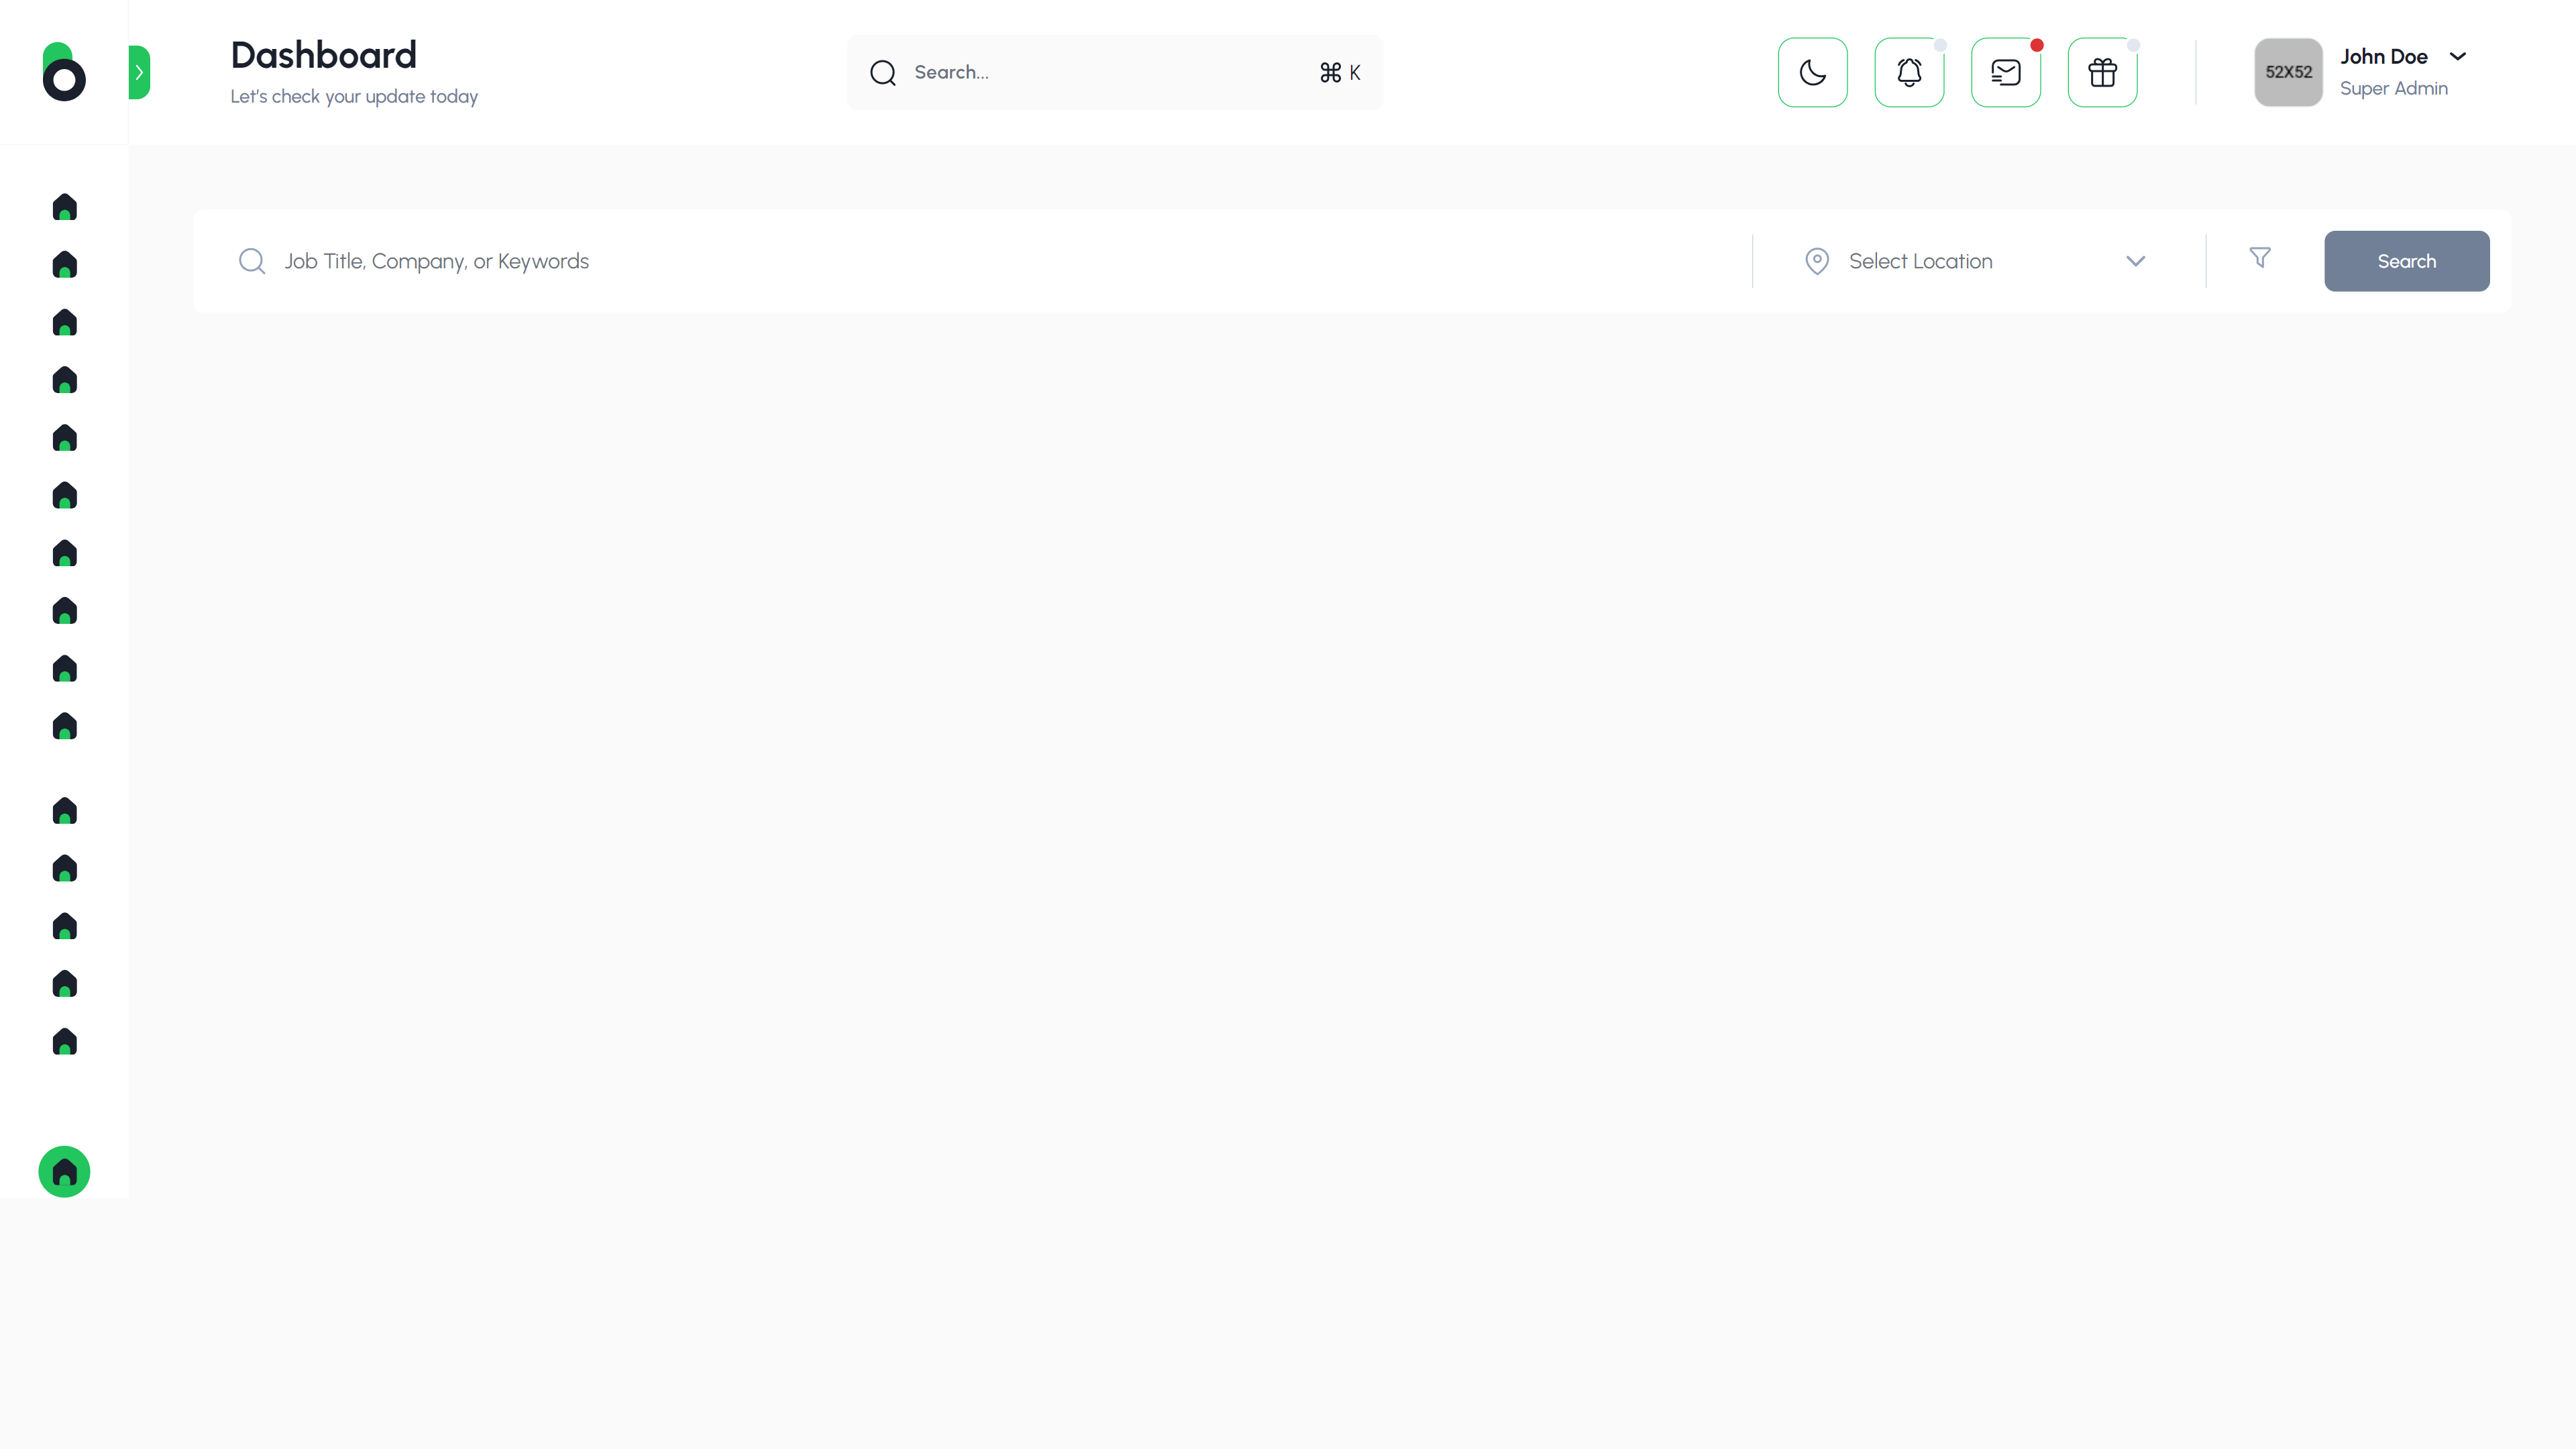 Dashboard
Let's check your update today
Search...
⌘ K
52X52
John Doe
Super Admin
Job Title, Company, or Keywords
Select Location
Search